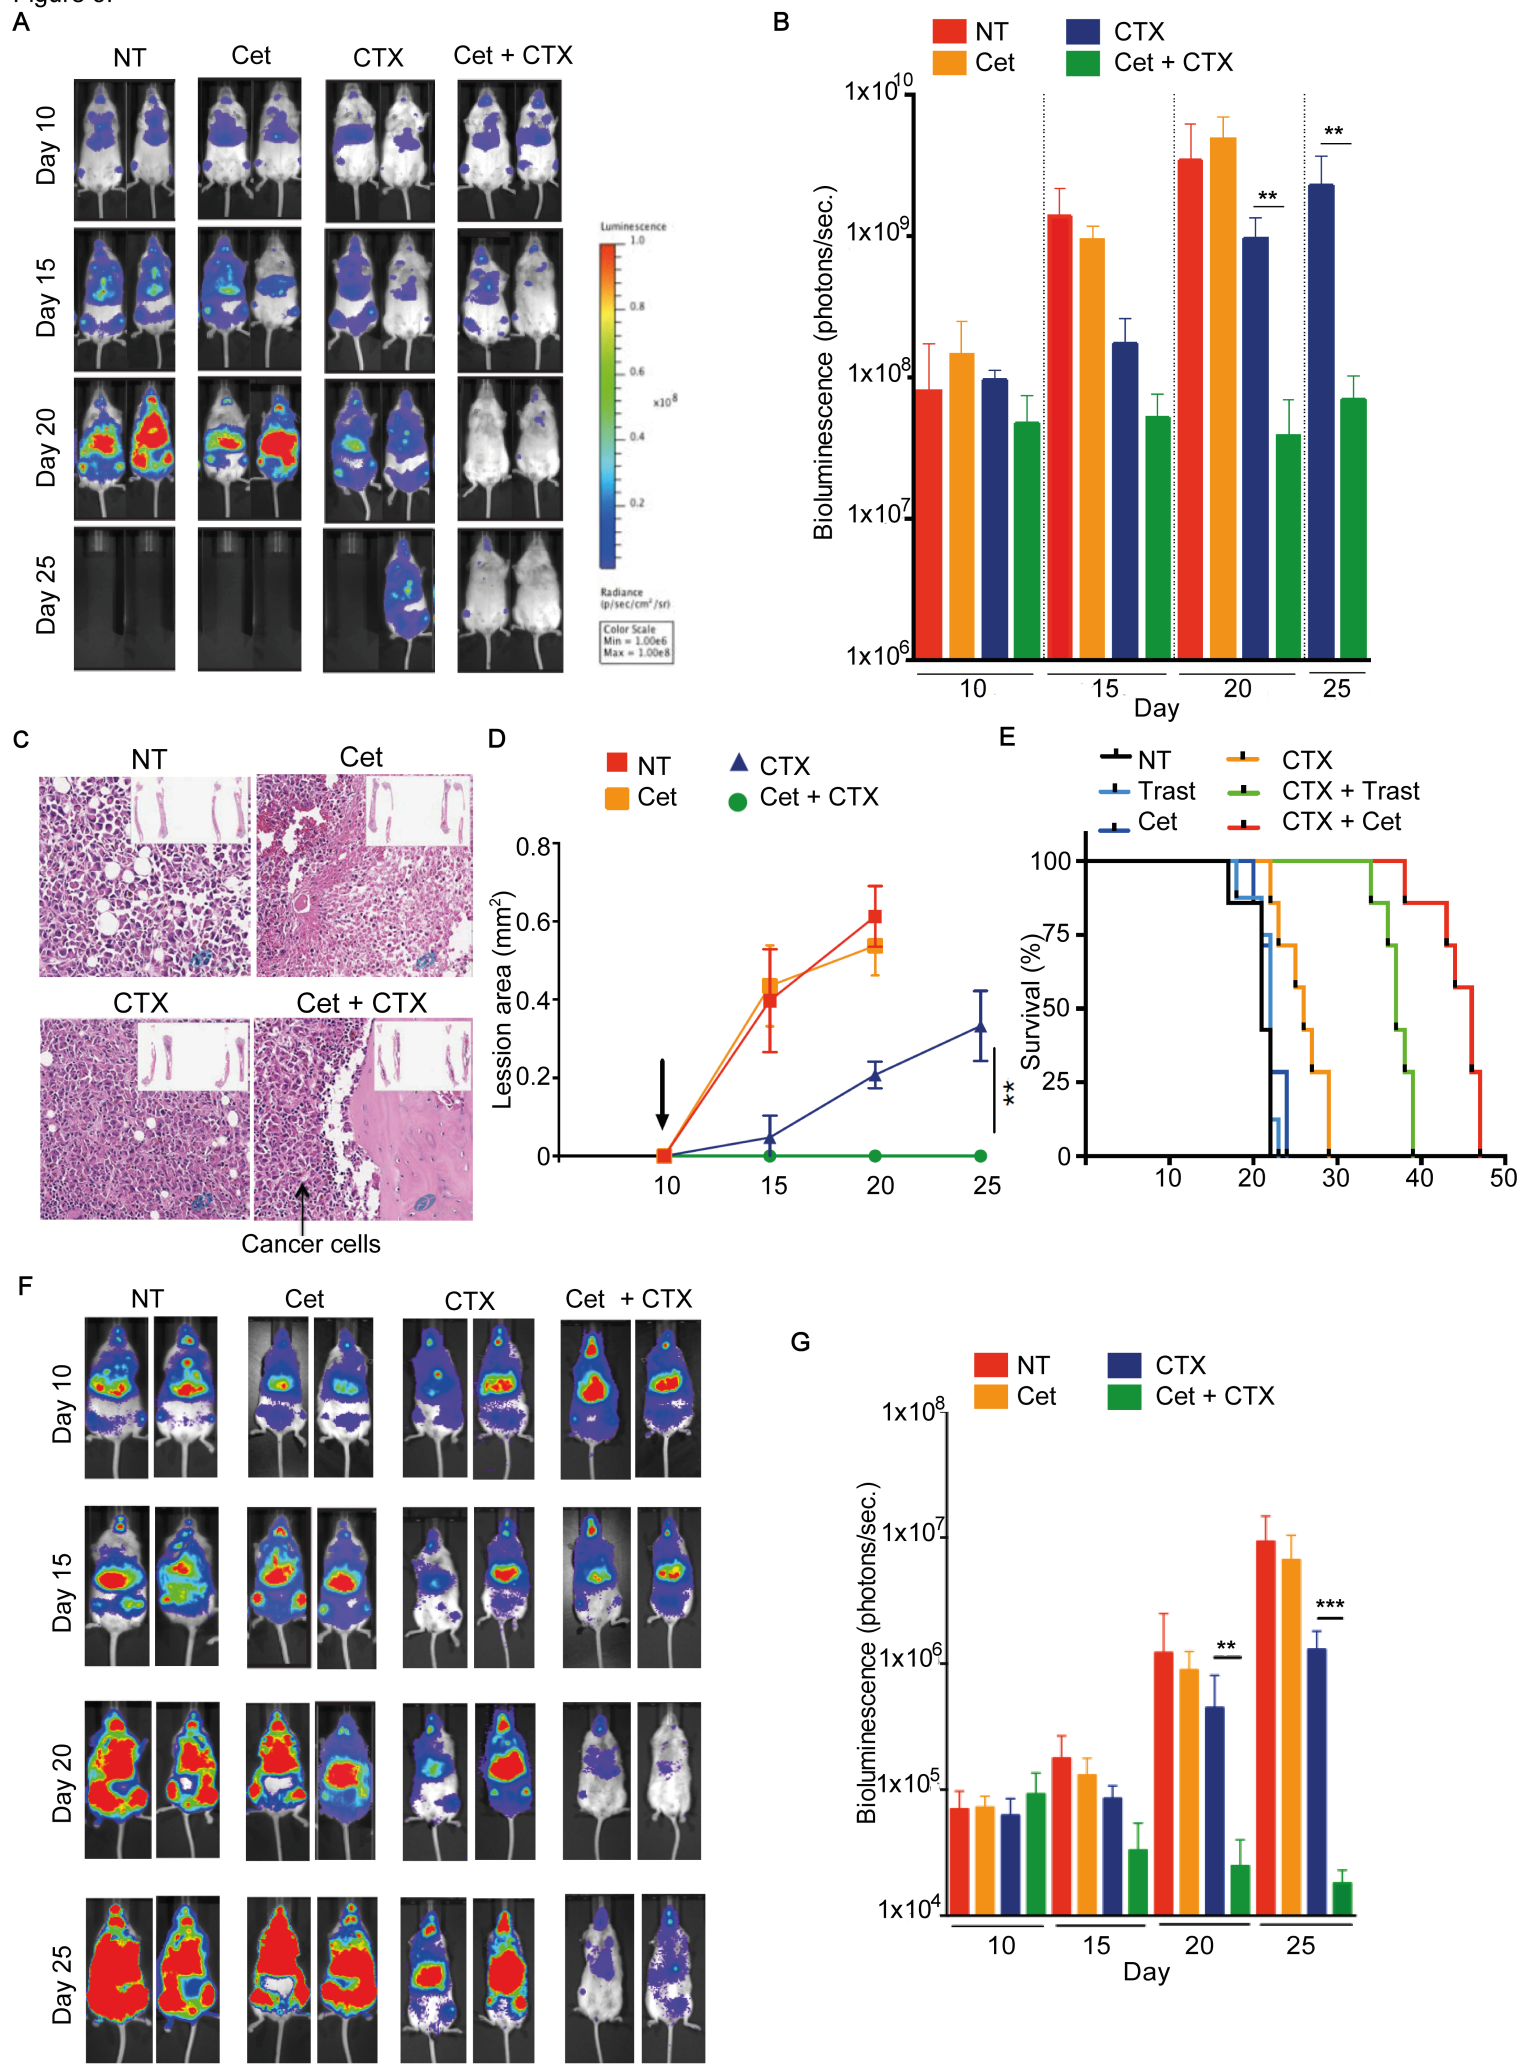 A
NT
Cet
CTX
Cet + CTX
Day 10
Day 15
Day 20
Day 25
Luminescence
1.0
0.8
0.6
x10⁸
0.4
0.2
Radiance
(p/sec/cm²/sr)
Color Scale
Min = 1.00e6
Max = 1.00e8
B
NT
Cet
CTX
Cet + CTX
Bioluminescence (photons/sec.)
1x10¹⁰
1x10⁹
1x10⁸
1x10⁷
1x10⁶
**
**
10
15
20
25
Day
C
NT
Cet
CTX
Cet + CTX
Cancer cells
D
NT
Cet
CTX
Cet + CTX
Lession area (mm²)
0.8
0.6
0.4
0.2
0
**
10
15
20
25
E
NT
Trast
Cet
CTX
CTX + Trast
CTX + Cet
Survival (%)
100
75
50
25
0
10
20
30
40
50
F
NT
Cet
CTX
Cet + CTX
Day 10
Day 15
Day 20
Day 25
G
NT
Cet
CTX
Cet + CTX
Bioluminescence (photons/sec.)
1x10⁸
1x10⁷
1x10⁶
1x10⁵
1x10⁴
**
***
10
15
20
25
Day